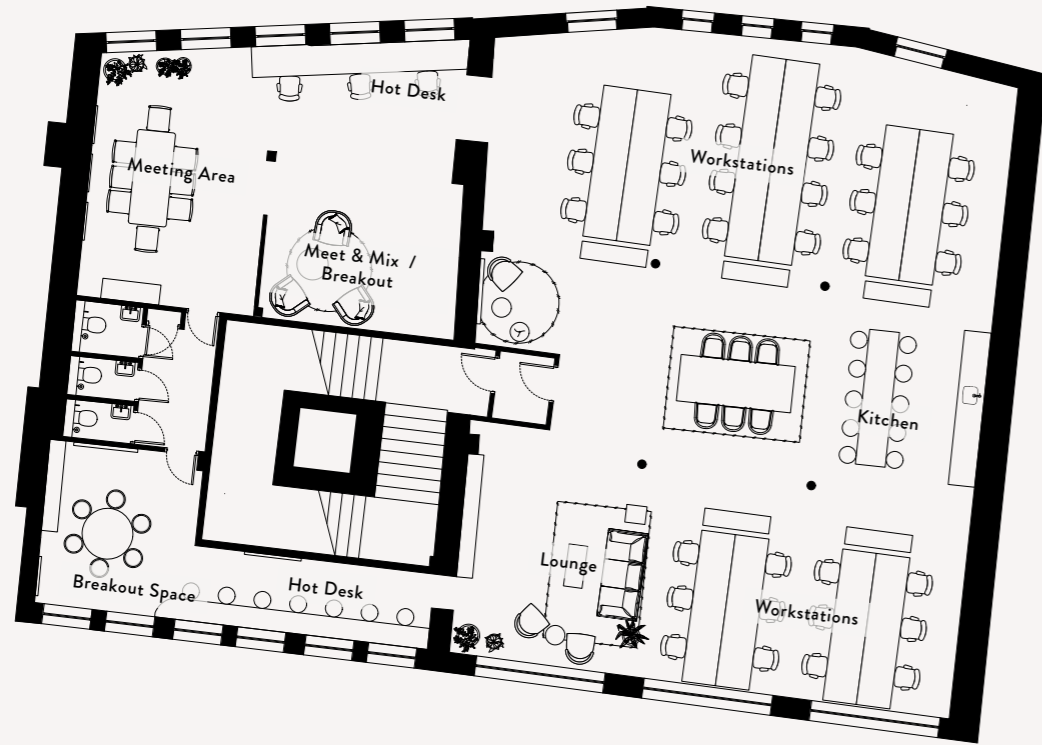 Hot Desk
Meeting Area
Workstations
Meet & Mix /
Breakout
Kitchen
Lounge
Breakout Space
Hot Desk
Workstations